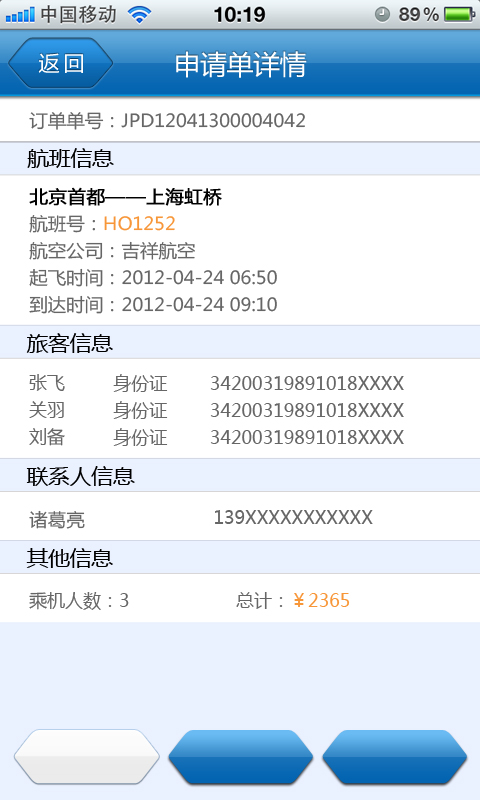 中国移动 10:19 89%
返回 申请单详情
订单单号：JPD12041300004042
航班信息
北京首都——上海虹桥
航班号：HO1252
航空公司：吉祥航空
起飞时间：2012-04-24 06:50
到达时间：2012-04-24 09:10
旅客信息
张飞 身份证 34200319891018XXXX
关羽 身份证 34200319891018XXXX
刘备 身份证 34200319891018XXXX
联系人信息
诸葛亮 139XXXXXXXXXXX
其他信息
乘机人数：3 总计：￥2365